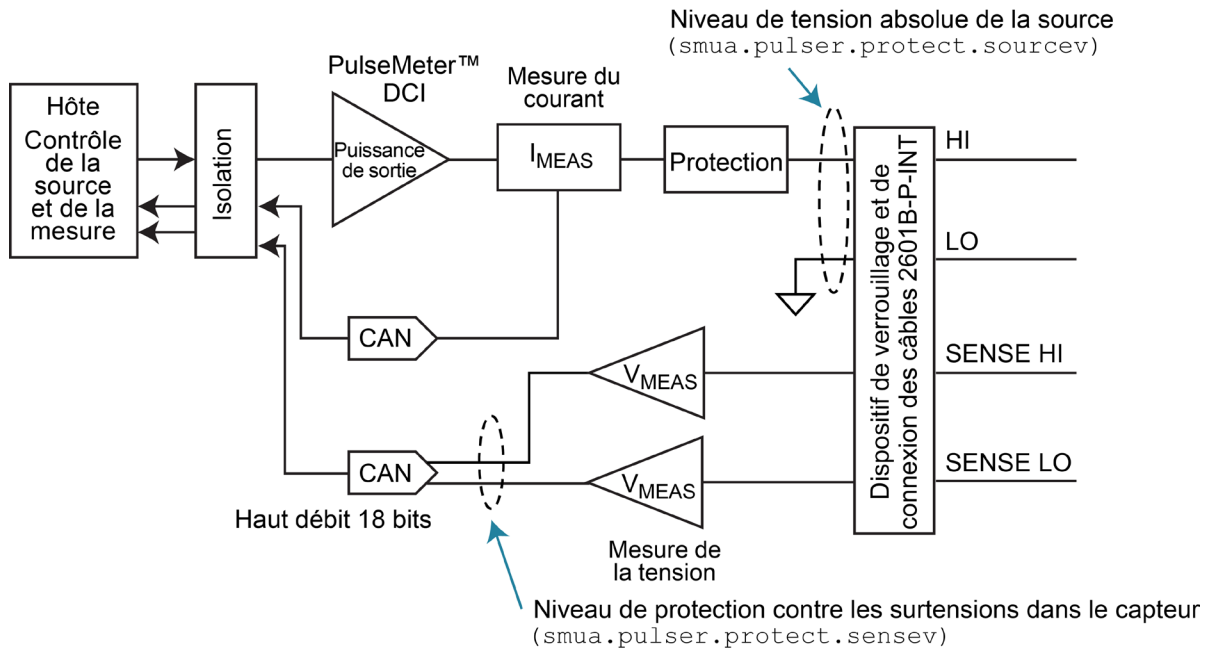 Niveau de tension absolue de la source
(smua.pulser.protect.sourcev)
PulseMeter™
DCI
Mesure du
courant
Hôte
Contrôle
de la
source
et de la
mesure
Isolation
Puissance
de sortie
IMEAS
Protection
Dispositif de verrouillage et de
connexion des câbles 2601B-P-INT
HI
LO
CAN
SENSE HI
VMEAS
SENSE LO
CAN
VMEAS
Haut débit 18 bits
Mesure de
la tension
Niveau de protection contre les surtensions dans le capteur
(smua.pulser.protect.sensev)